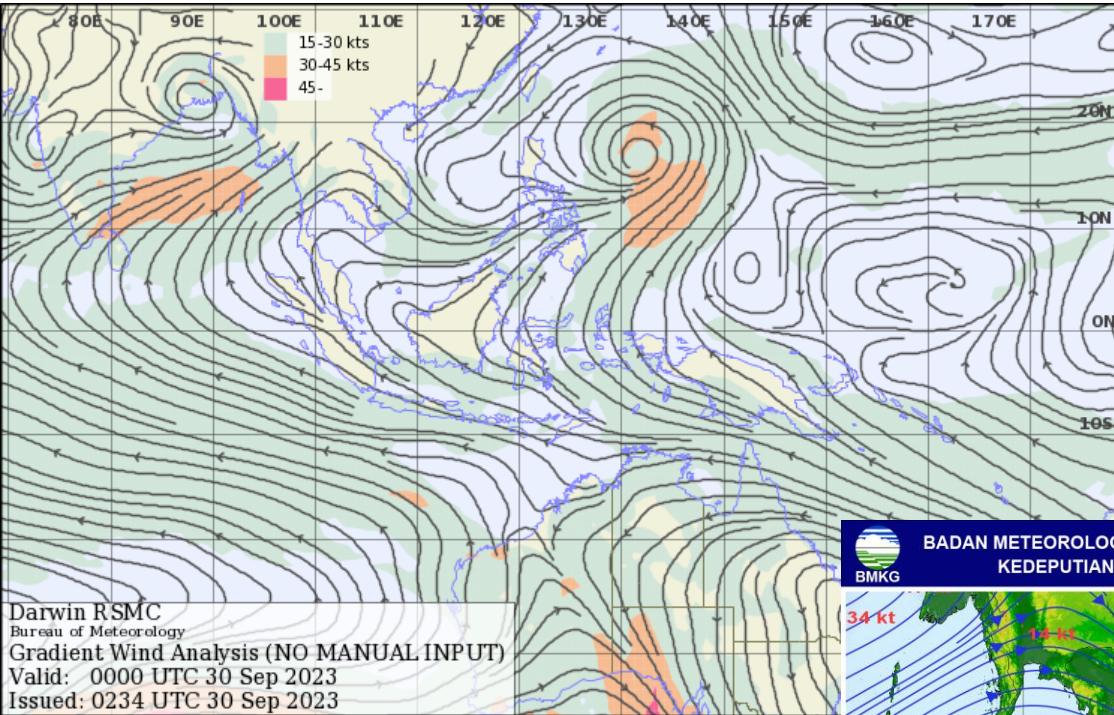 80E 90E 100E 110E 120E 130E 140E 150E 160E 170E
15-30 kts
30-45 kts
45-
20N
10N
0N
10S
BADAN METEOROLOG
KEDEPUTIAN
BMKG
34 kt
14 kt
Darwin RSMC
Bureau of Meteorology
Gradient Wind Analysis (NO MANUAL INPUT)
Valid: 0000 UTC 30 Sep 2023
Issued: 0234 UTC 30 Sep 2023